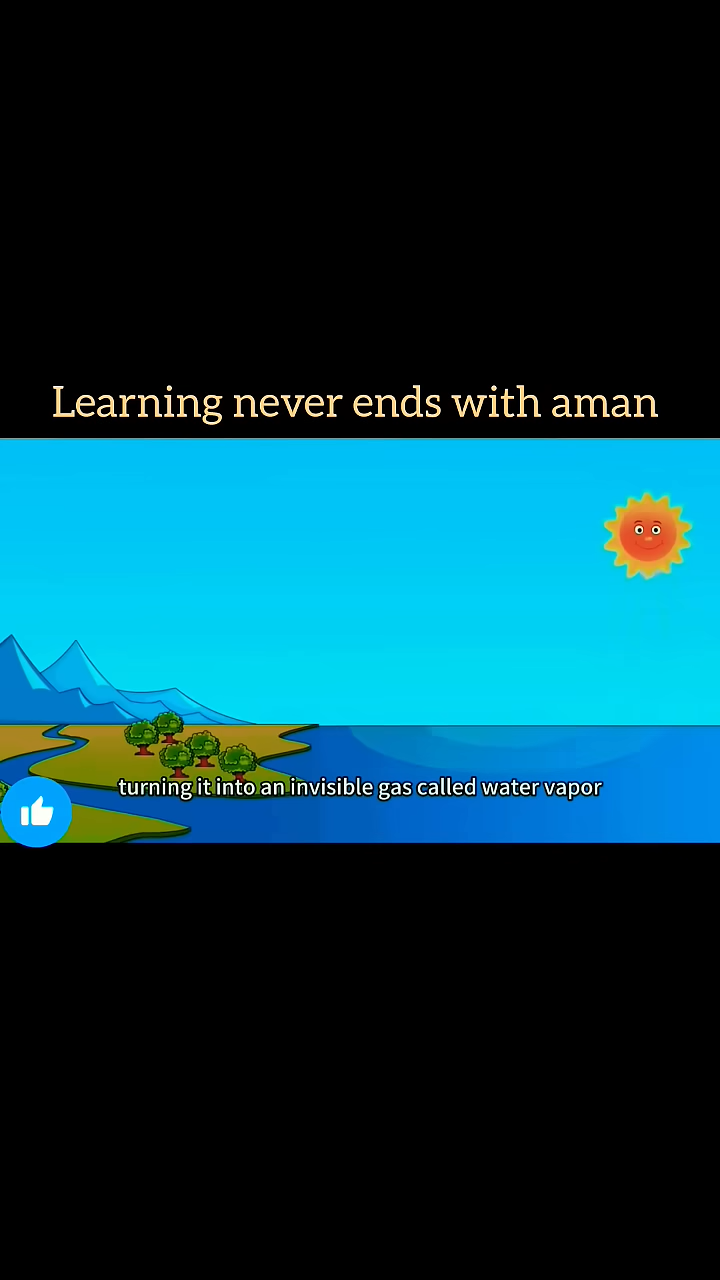 Learning never ends with aman
turning it into an invisible gas called water vapor